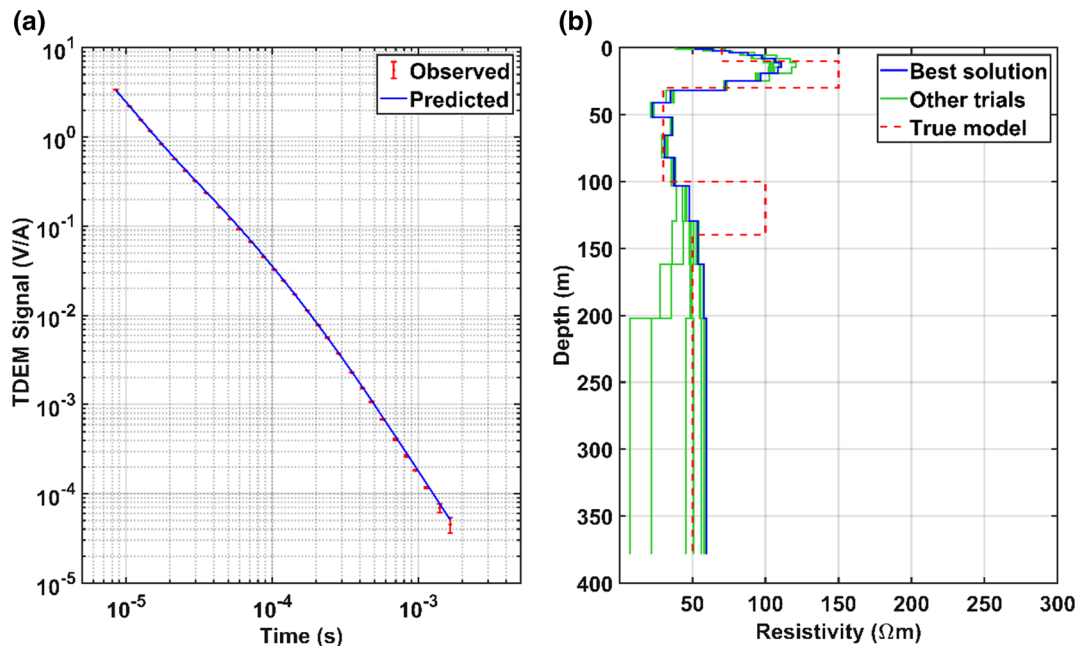 (a)
10^1
10^0
10^-1
10^-2
10^-3
10^-4
10^-5
TDEM Signal (V/A)
Observed
Predicted
10^-5
10^-4
10^-3
Time (s)
(b)
0
50
100
150
200
250
300
350
400
Depth (m)
Best solution
Other trials
True model
50
100
150
200
250
300
Resistivity (Ωm)